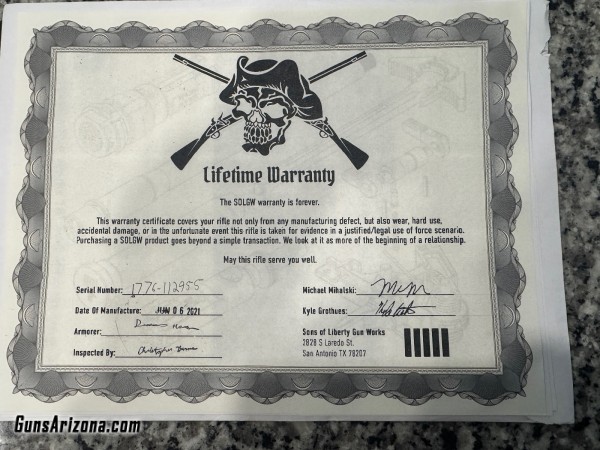 Lifetime Warranty
The SOLGW warranty is forever.
This warranty certificate covers your rifle not only from any manufacturing defect, but also wear, hard use,
accidental damage, or in the unfortunate event this rifle is taken for evidence in a justified/legal use of force scenario.
Purchasing a SOLGW product goes beyond a simple transaction. We look at it as more of the beginning of a relationship.
May this rifle serve you well.
Serial Number: 1776-112955
Date Of Manufacture: JUN 06 2021
Armorer:
Inspected By: Christopher
Michael Mihalski:
Kyle Grothues:
Sons of Liberty Gun Works
2828 S Laredo St.
San Antonio TX 78207
GunsArizona.com